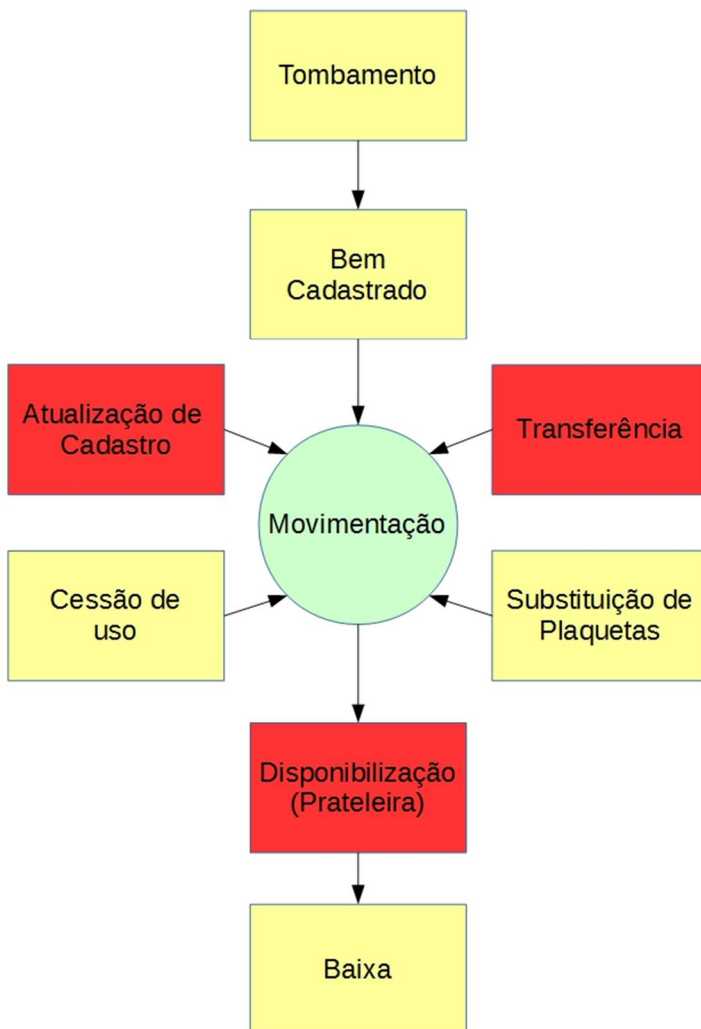 Tombamento
Bem
Cadastrado
Atualização de
Cadastro
Transferência
Movimentação
Cessão de
uso
Substituição de
Plaquetas
Disponibilização
(Prateleira)
Baixa